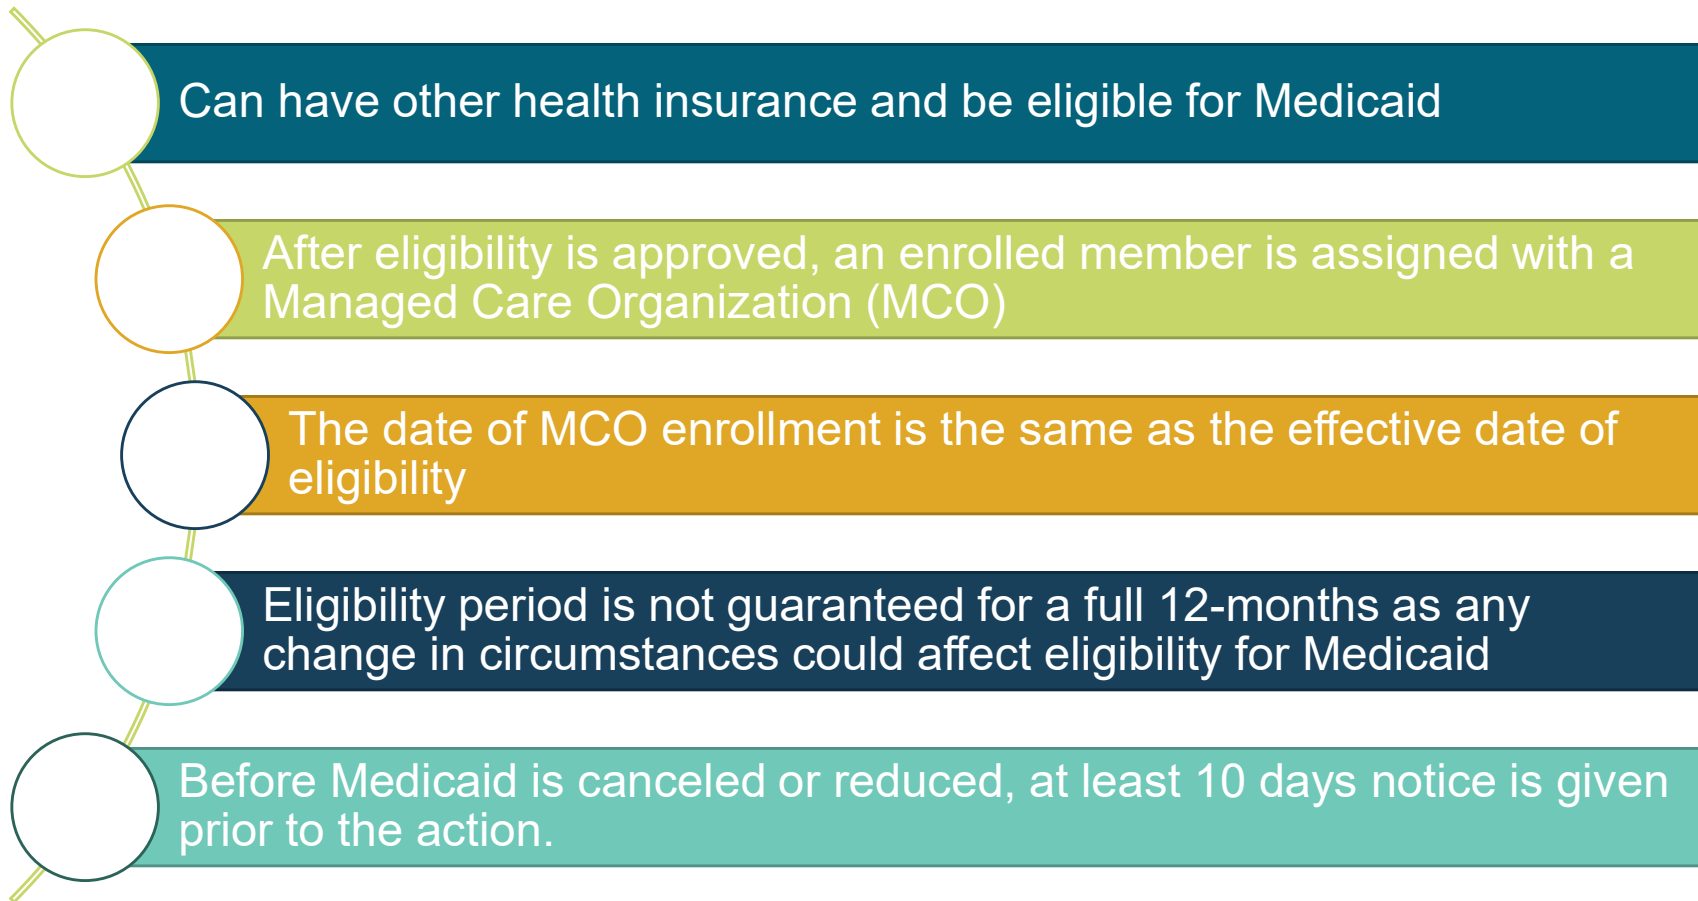 Can have other health insurance and be eligible for Medicaid
After eligibility is approved, an enrolled member is assigned with a
Managed Care Organization (MCO)
The date of MCO enrollment is the same as the effective date of
eligibility
Eligibility period is not guaranteed for a full 12-months as any
change in circumstances could affect eligibility for Medicaid
Before Medicaid is canceled or reduced, at least 10 days notice is given
prior to the action.